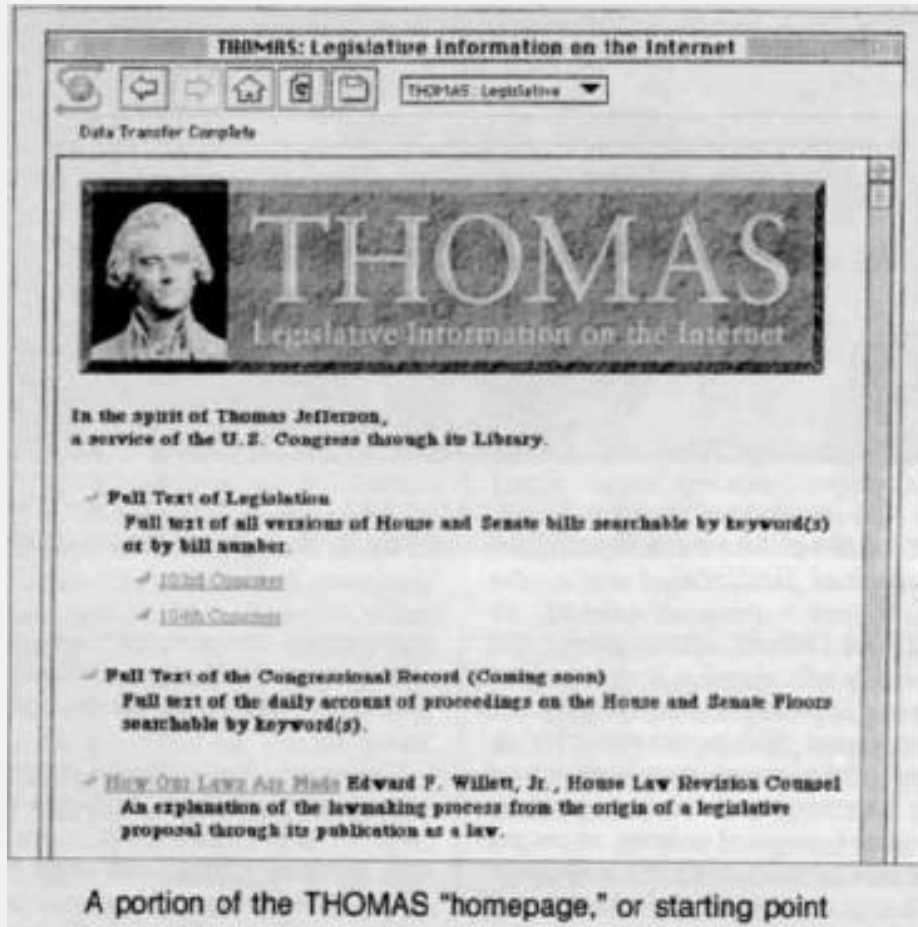 THOMAS: Legislative Information on the Internet
THOMAS: Legislative
Data Transfer Complete
THOMAS
Legislative Information on the Internet
In the spirit of Thomas Jefferson,
a service of the U.S. Congress through its Library.
Full Text of Legislation
Full text of all versions of House and Senate bills searchable by keyword(s)
or by bill number.
103rd Congress
104th Congress
Full Text of the Congressional Record (Coming soon)
Full text of the daily account of proceedings on the House and Senate Floors
searchable by keyword(s).
How Our Laws Are Made Edward F. Willett, Jr., House Law Revision Counsel
An explanation of the lawmaking process from the origin of a legislative
proposal through its publication as a law.
A portion of the THOMAS "homepage," or starting point